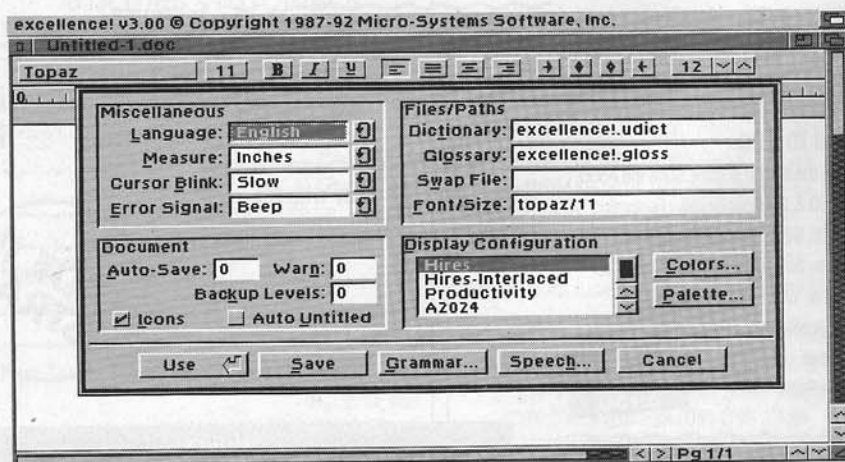 excellence! v3.00 © Copyright 1987-92 Micro-Systems Software, Inc.
Untitled-1.doc
Topaz 11 B I U 12
0
Miscellaneous
Language: English
Measure: Inches
Cursor Blink: Slow
Error Signal: Beep
Files/Paths
Dictionary: excellence!.udict
Glossary: excellence!.gloss
Swap File:
Font/Size: topaz/11
Document
Auto-Save: 0 Warn: 0
Backup Levels: 0
Icons Auto Untitled
Display Configuration
Hires
Hires-Interlaced
Productivity
A2024
Colors...
Palette...
Use Save Grammar... Speech... Cancel
Pg 1/1